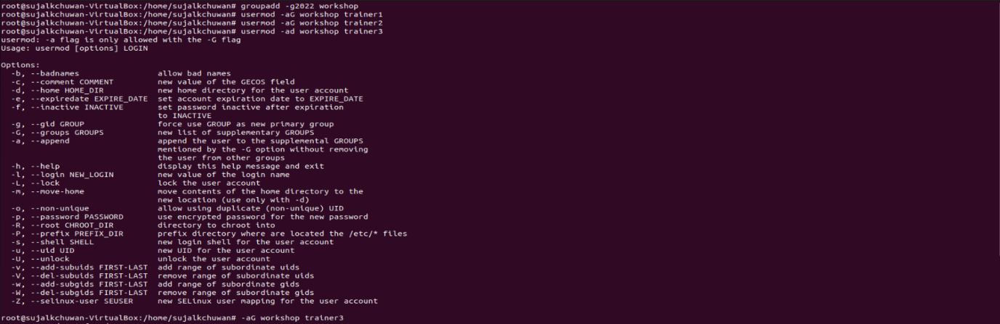 root@sujalkchuwan-VirtualBox:/home/sujalkchuwan# groupadd -g2022 workshop
root@sujalkchuwan-VirtualBox:/home/sujalkchuwan# usermod -aG workshop trainer1
root@sujalkchuwan-VirtualBox:/home/sujalkchuwan# usermod -aG workshop trainer2
root@sujalkchuwan-VirtualBox:/home/sujalkchuwan# usermod -ad workshop trainer3
usermod: -a flag is only allowed with the -G flag
Usage: usermod [options] LOGIN

Options:
  -b, --badnames                allow bad names
  -c, --comment COMMENT         new value of the GECOS field
  -d, --home HOME_DIR           new home directory for the user account
  -e, --expiredate EXPIRE_DATE  set account expiration date to EXPIRE_DATE
  -f, --inactive INACTIVE       set password inactive after expiration
                                to INACTIVE
  -g, --gid GROUP               force use GROUP as new primary group
  -G, --groups GROUPS           new list of supplementary GROUPS
  -a, --append                  append the user to the supplemental GROUPS
                                mentioned by the -G option without removing
                                the user from other groups
  -h, --help                    display this help message and exit
  -l, --login NEW_LOGIN         new value of the login name
  -L, --lock                    lock the user account
  -m, --move-home               move contents of the home directory to the
                                new location (use only with -d)
  -o, --non-unique              allow using duplicate (non-unique) UID
  -p, --password PASSWORD       use encrypted password for the new password
  -R, --root CHROOT_DIR         directory to chroot into
  -P, --prefix PREFIX_DIR       prefix directory where are located the /etc/* files
  -s, --shell SHELL             new login shell for the user account
  -u, --uid UID                 new UID for the user account
  -U, --unlock                  unlock the user account
  -v, --add-subuids FIRST-LAST  add range of subordinate uids
  -V, --del-subuids FIRST-LAST  remove range of subordinate uids
  -w, --add-subgids FIRST-LAST  add range of subordinate gids
  -W, --del-subgids FIRST-LAST  remove range of subordinate gids
  -Z, --selinux-user SEUSER     new SELinux user mapping for the user account

root@sujalkchuwan-VirtualBox:/home/sujalkchuwan# -aG workshop trainer3